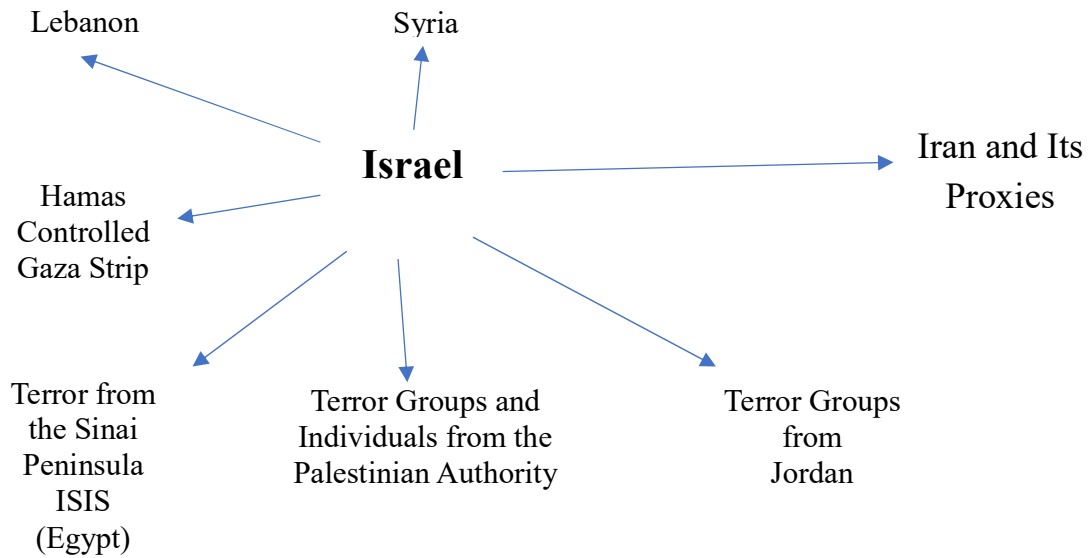 Lebanon
Syria
Israel
Iran and Its
Proxies
Hamas
Controlled
Gaza Strip
Terror from
the Sinai
Peninsula
ISIS
(Egypt)
Terror Groups and
Individuals from the
Palestinian Authority
Terror Groups
from
Jordan